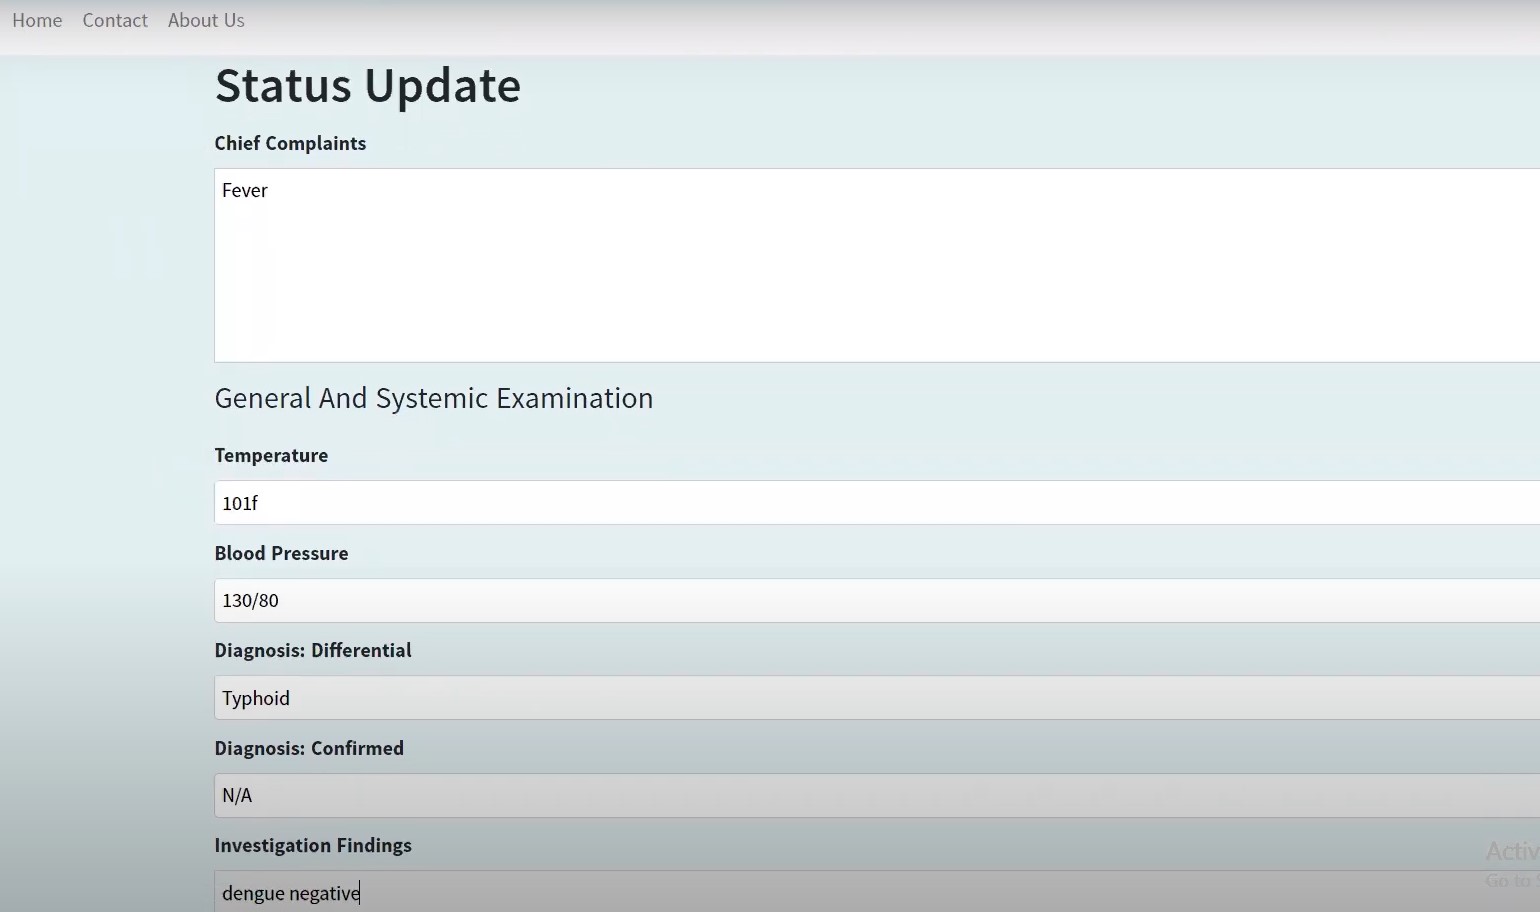 Home Contact About Us
Status Update
Chief Complaints
Fever
General And Systemic Examination
Temperature
101f
Blood Pressure
130/80
Diagnosis: Differential
Typhoid
Diagnosis: Confirmed
N/A
Investigation Findings
dengue negative
Activ
Go to S